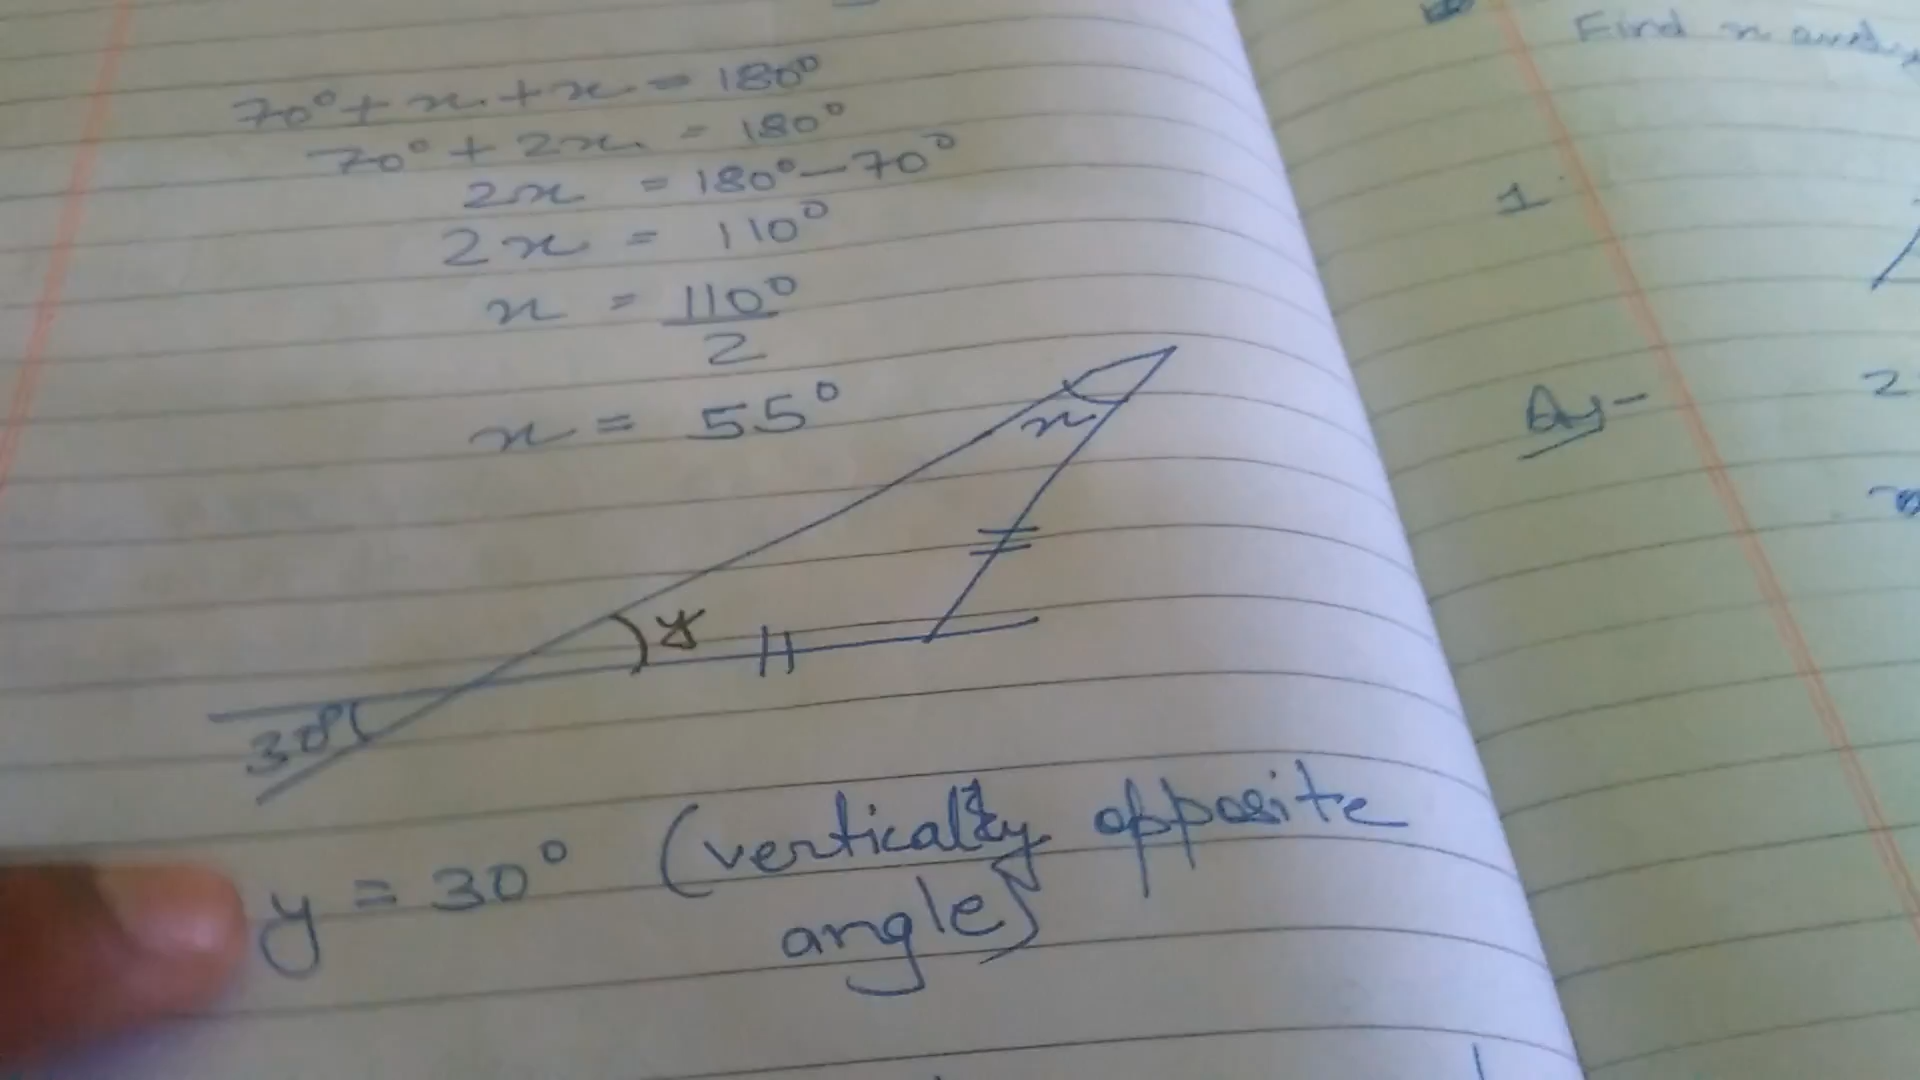 70° + x + x = 180°
70° + 2x = 180°
2x = 180° - 70°
2x = 110°
x = 110°
2
x = 55°
x
y
30°
y = 30° (vertically opposite
angle)
Find x and y
1.
2